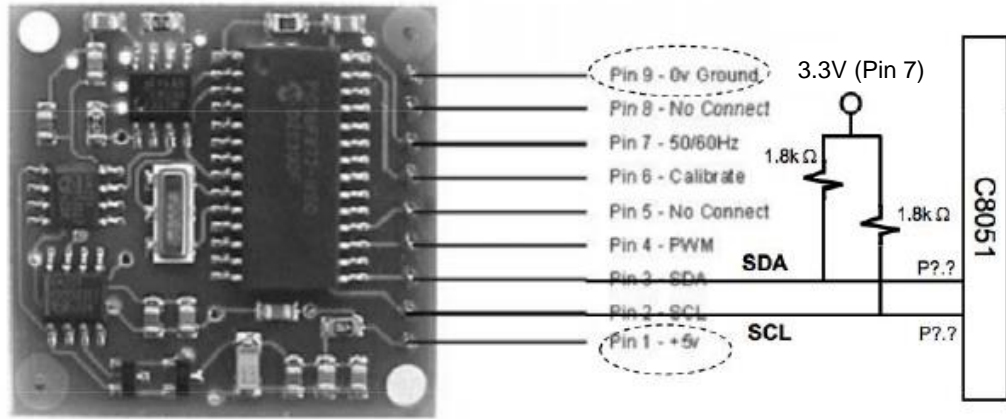 Pin 9 - 0v Ground
3.3V (Pin 7)
Pin 8 - No Connect
Pin 7 - 50/60Hz
1.8k Ω
Pin 6 - Calibrate
Pin 5 - No Connect
1.8k Ω
C8051
Pin 4 - PWM
SDA
P?.?
Pin 3 - SDA
Pin 2 - SCL
SCL
P?.?
Pin 1 - +5v